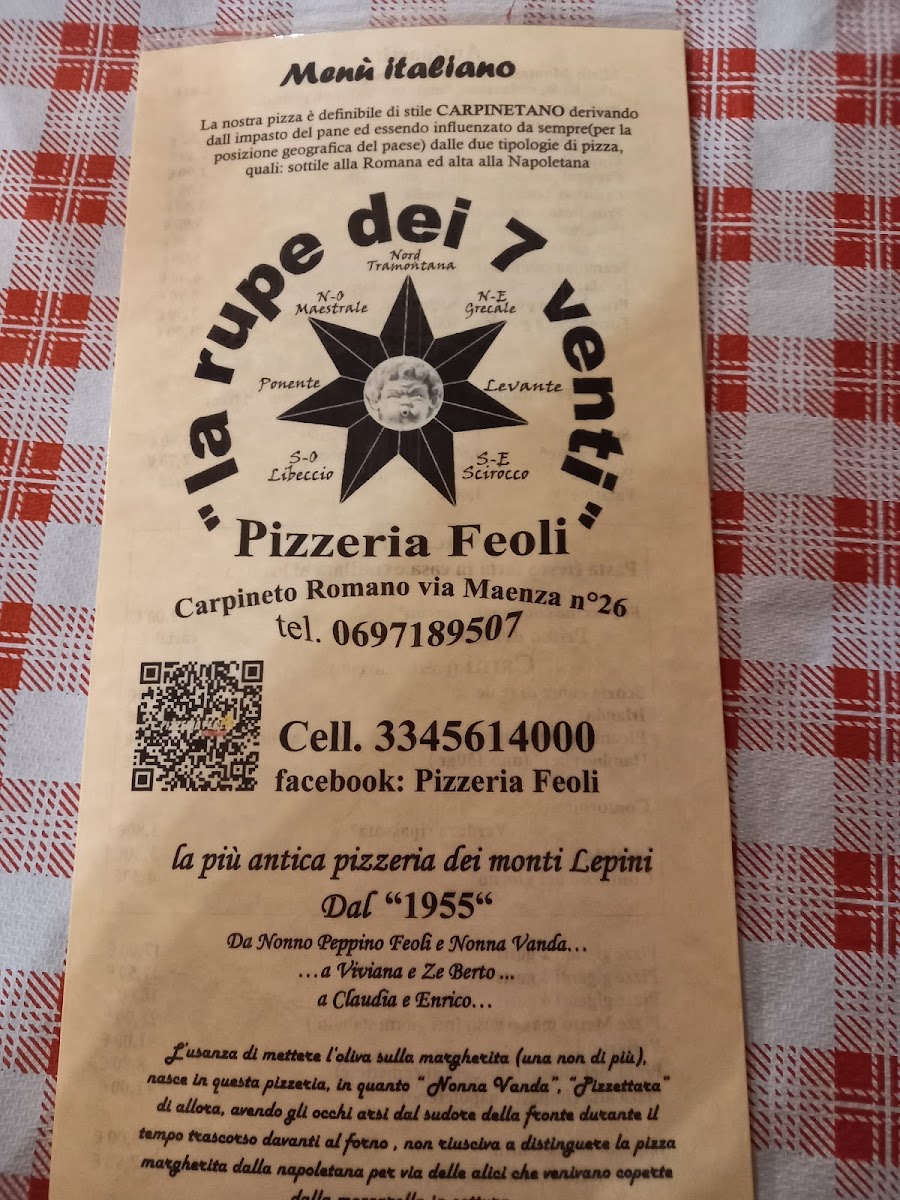 Menù italiano
La nostra pizza è definibile di stile CARPINETANO derivando
dall impasto del pane ed essendo influenzato da sempre(per la
posizione geografica del paese) dalle due tipologie di pizza,
quali: sottile alla Romana ed alta alla Napoletana
"la rupe dei 7 venti"
Nord
Tramontana
N-O
Maestrale
N-E
Grecale
Ponente
Levante
S-O
Libeccio
S-E
Scirocco
Pizzeria Feoli
Carpineto Romano via Maenza n°26
tel. 0697189507
Cell. 3345614000
facebook: Pizzeria Feoli
la più antica pizzeria dei monti Lepini
Dal “1955“
Da Nonno Peppino Feoli e Nonna Vanda...
...a Viviana e Ze Berto ...
a Claudia e Enrico...
L'usanza di mettere l'oliva sulla margherita (una non di più),
nasce in questa pizzeria, in quanto “ Nonna Vanda”, “Pizzettara”
di allora, avendo gli occhi arsi dal sudore della fronte durante il
tempo trascorso davanti al forno , non riusciva a distinguere la pizza
margherita dalla napoletana per via delle alici che venivano coperte
dalla mozzarella in cottura